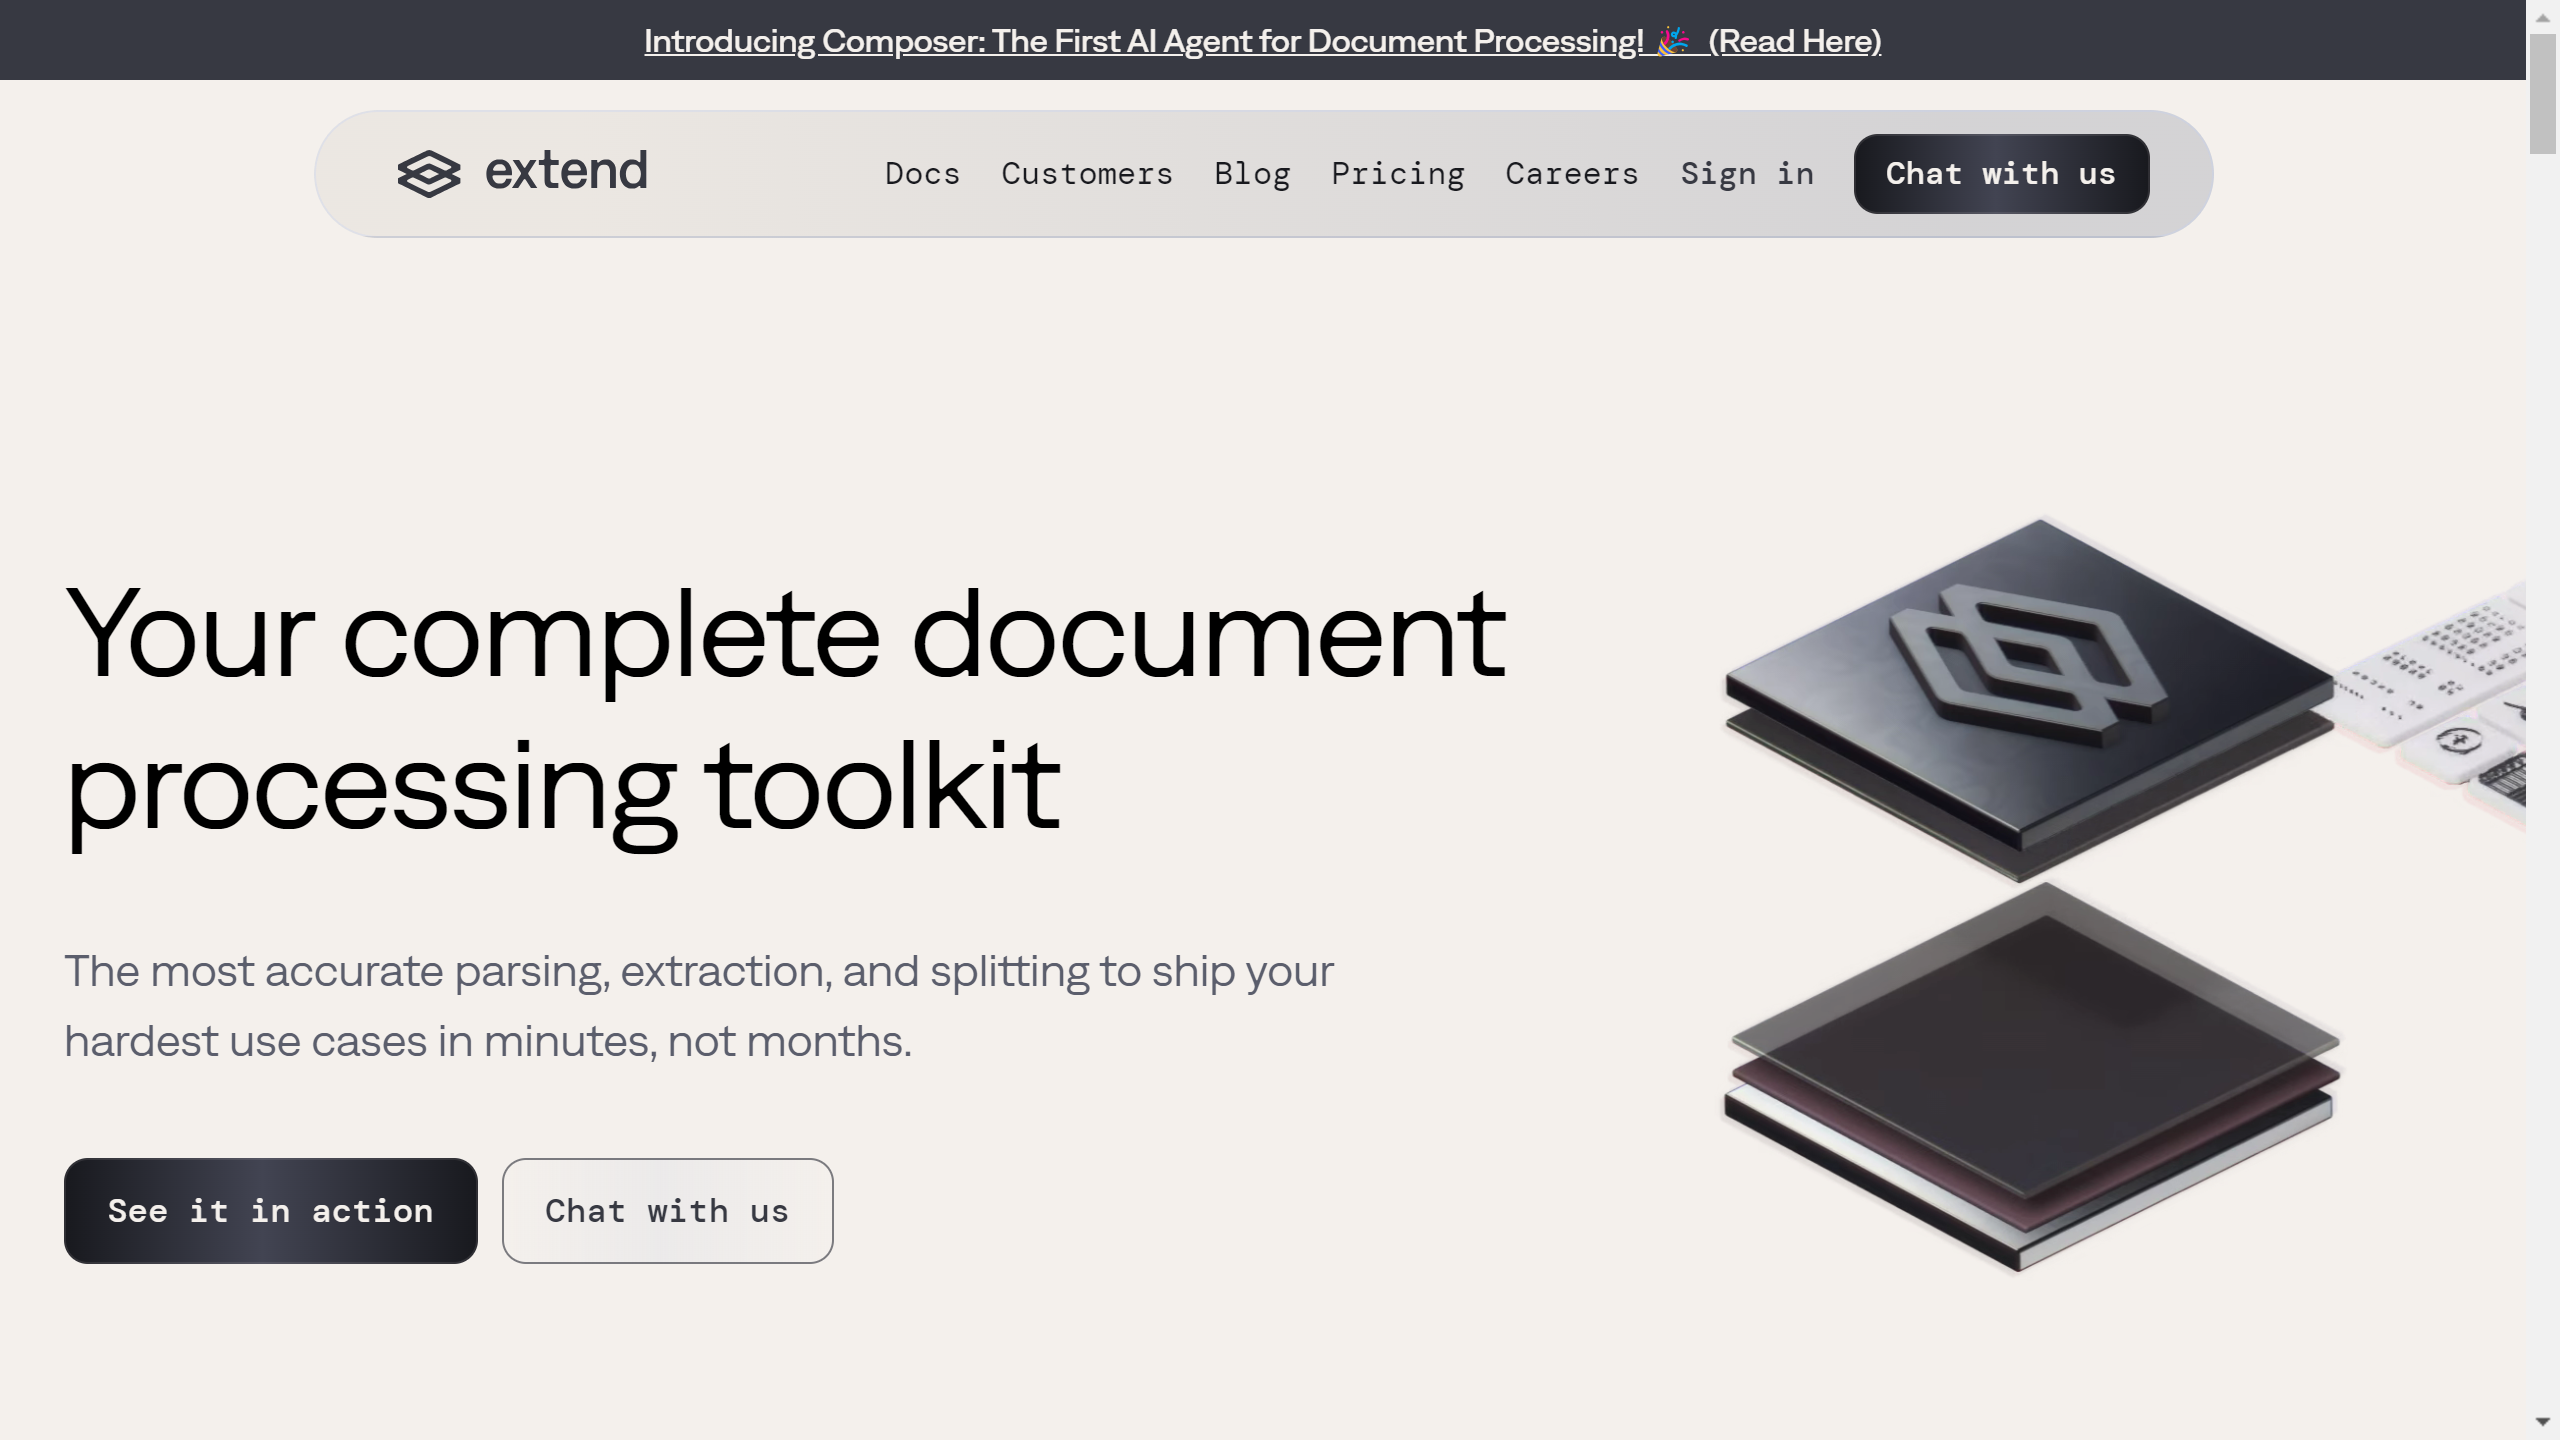 Introducing Composer: The First AI Agent for Document Processing! 🎉 (Read Here)
extend
Docs
Customers
Blog
Pricing
Careers
Sign in
Chat with us
Your complete document
processing toolkit
The most accurate parsing, extraction, and splitting to ship your
hardest use cases in minutes, not months.
See it in action
Chat with us